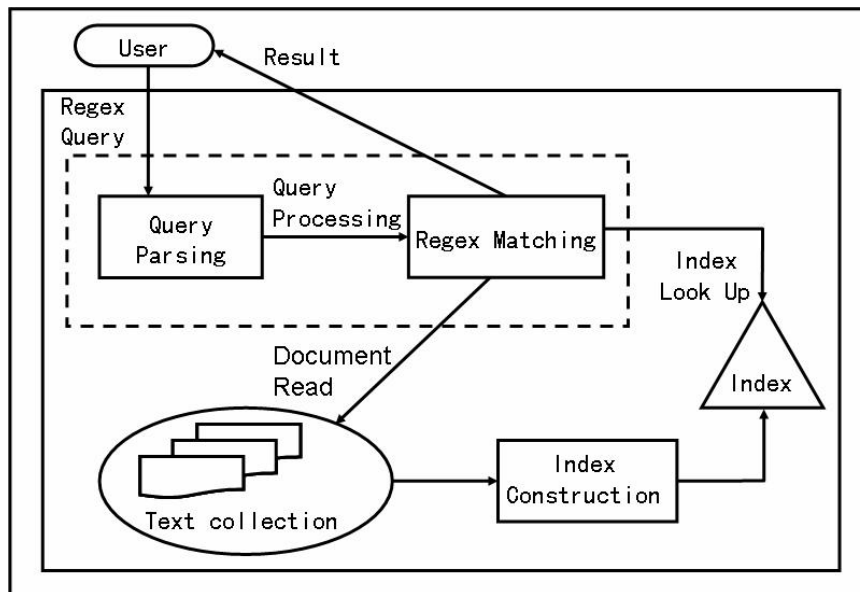 User
Result
Regex
Query
Query
Parsing
Query
Processing
Regex Matching
Index
Look Up
Document
Read
Index
Text collection
Index
Construction